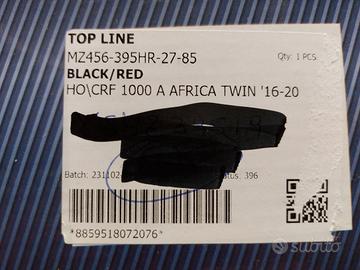 TOP LINE
MZ456-395HR-27-85
Qty: 1 PCS.
BLACK/RED
HO\CRF 1000 A AFRICA TWIN '16-20
Batch: 231102
atus: 396
*8859518072076*
subito